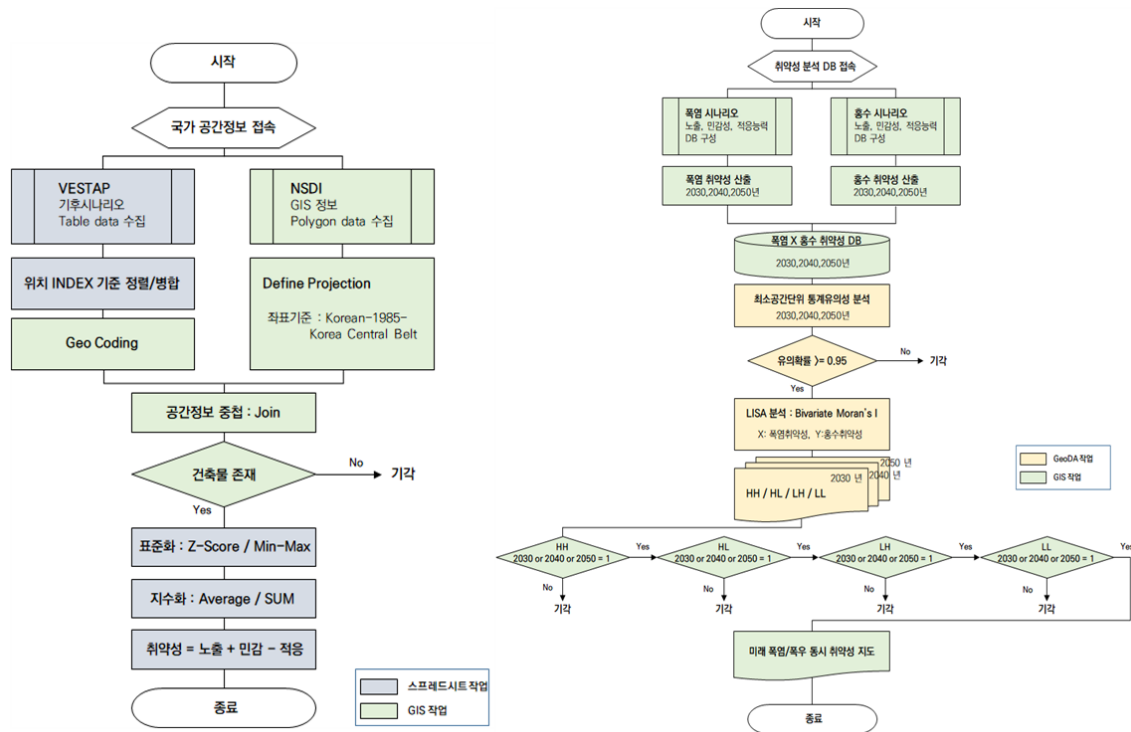 시작
국가 공간정보 접속
VESTAP
기후시나리오
Table data 수집
NSDI
GIS 정보
Polygon data 수집
위치 INDEX 기준 정렬/병합
Geo Coding
Define Projection
좌표기준 : Korean-1985-
Korea Central Belt
공간정보 중첩 : Join
건축물 존재
No
기각
Yes
표준화 : Z-Score / Min-Max
지수화 : Average / SUM
취약성 = 노출 + 민감 - 적응
종료
스프레드시트 작업
GIS 작업
시작
취약성 분석 DB 접속
폭염 시나리오
노출, 민감성, 적응능력
DB 구성
홍수 시나리오
노출, 민감성, 적응능력
DB 구성
폭염 취약성 산출
2030,2040,2050년
홍수 취약성 산출
2030,2040,2050년
폭염 X 홍수 취약성 DB
2030,2040,2050년
최소공간단위 통계유의성 분석
2030,2040,2050년
유의확률 >= 0.95
No
기각
Yes
LISA 분석 : Bivariate Moran's I
X: 폭염취약성, Y:홍수취약성
2050 년
2040 년
2030 년
HH / HL / LH / LL
GeoDA 작업
GIS 작업
HH
2030 or 2040 or 2050 = 1
Yes
No
기각
HL
2030 or 2040 or 2050 = 1
Yes
No
기각
LH
2030 or 2040 or 2050 = 1
Yes
No
기각
LL
2030 or 2040 or 2050 = 1
Yes
No
기각
미래 폭염/폭우 동시 취약성 지도
종료